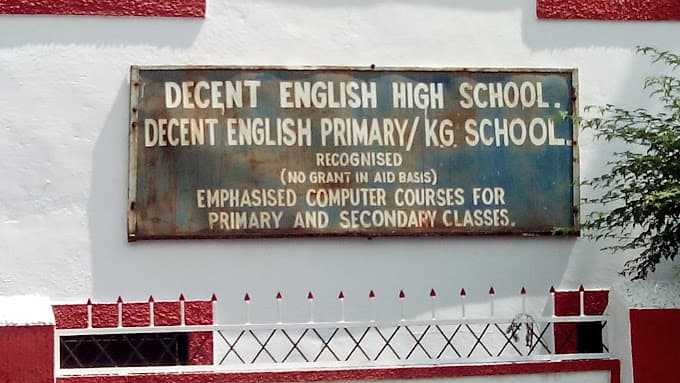 DECENT ENGLISH HIGH SCHOOL.
DECENT ENGLISH PRIMARY/KG SCHOOL.
RECOGNISED
(NO GRANT IN AID BASIS)
EMPHASISED COMPUTER COURSES FOR
PRIMARY AND SECONDARY CLASSES.